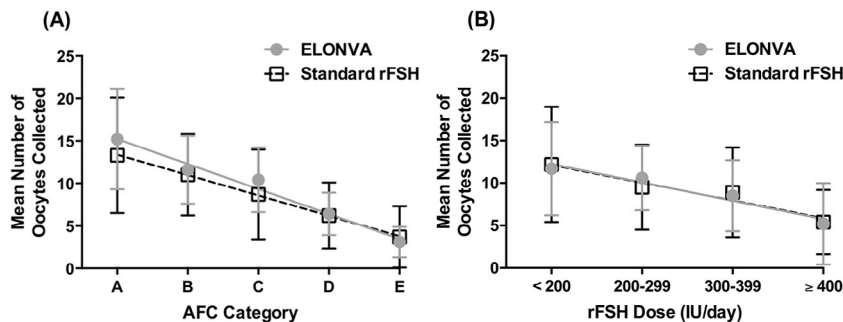 (A)
ELONVA
Standard rFSH
Mean Number of
Oocytes Collected
25
20
15
10
5
0
A B C D E
AFC Category
(B)
ELONVA
Standard rFSH
Mean Number of
Oocytes Collected
25
20
15
10
5
0
< 200 200-299 300-399 ≥ 400
rFSH Dose (IU/day)